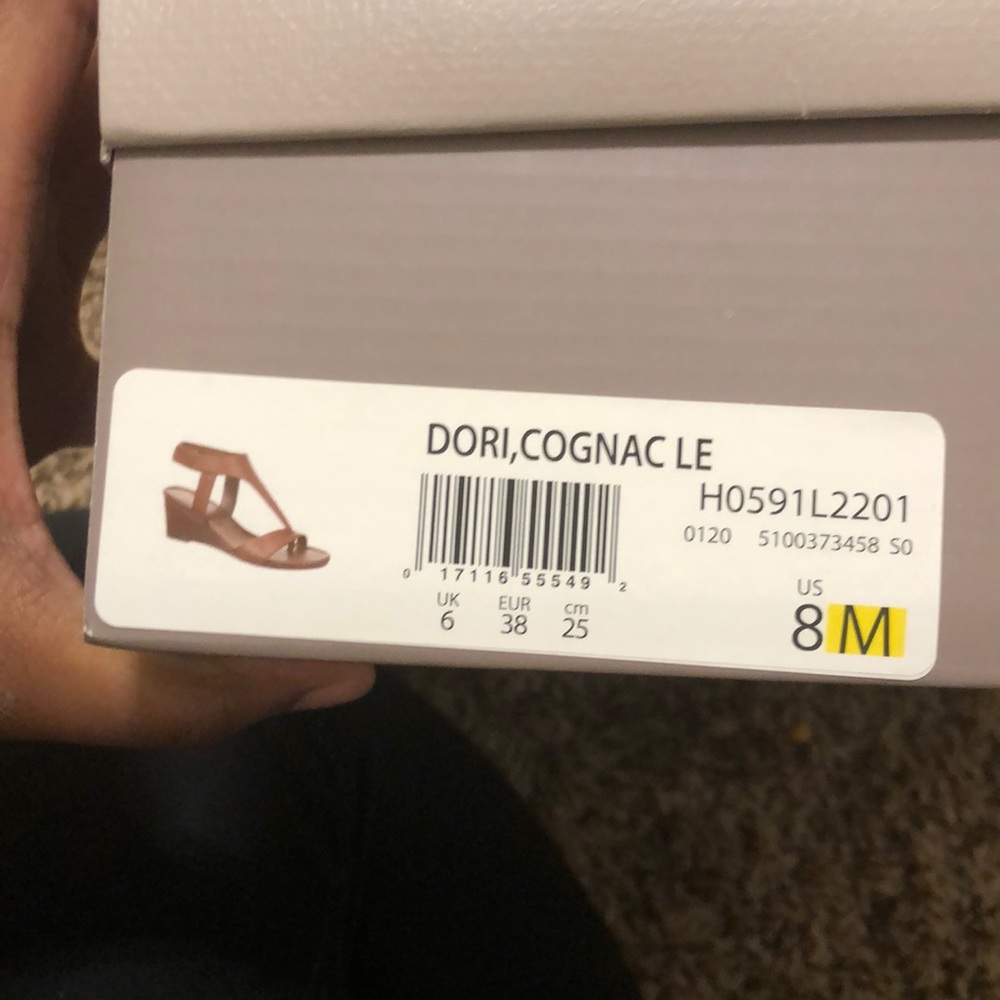 DORI,COGNAC LE
H0591L2201
0120 5100373458 S0
0 17116 55549 2
UK EUR cm
6 38 25
US
8 M